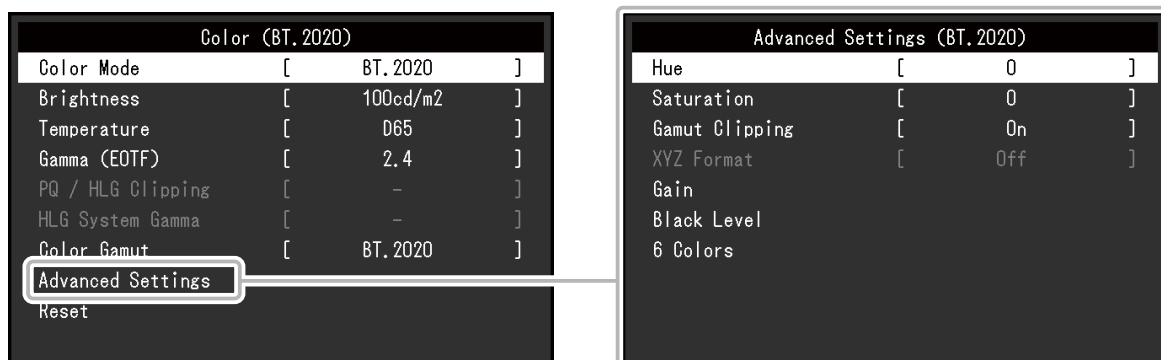 Color (BT.2020)
Color Mode [ BT.2020 ]
Brightness [ 100cd/m2 ]
Temperature [ D65 ]
Gamma (EOTF) [ 2.4 ]
PQ / HLG Clipping [ – ]
HLG System Gamma [ – ]
Color Gamut [ BT.2020 ]
Advanced Settings
Reset
Advanced Settings (BT.2020)
Hue [ 0 ]
Saturation [ 0 ]
Gamut Clipping [ On ]
XYZ Format [ Off ]
Gain
Black Level
6 Colors